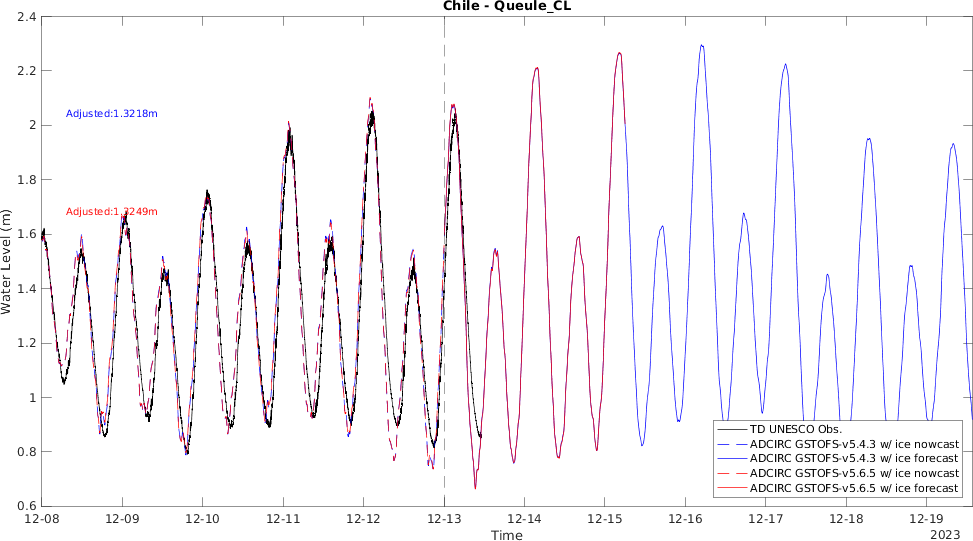 Chile - Queule_CL
2.4
2.2
2
1.8
1.6
1.4
1.2
1
0.8
0.6
Water Level (m)
Adjusted:1.3218m
Adjusted:1.3249m
TD UNESCO Obs.
ADCIRC GSTOFS-v5.4.3 w/ ice nowcast
ADCIRC GSTOFS-v5.4.3 w/ ice forecast
ADCIRC GSTOFS-v5.6.5 w/ ice nowcast
ADCIRC GSTOFS-v5.6.5 w/ ice forecast
12-08 12-09 12-10 12-11 12-12 12-13 12-14 12-15 12-16 12-17 12-18 12-19
Time
2023